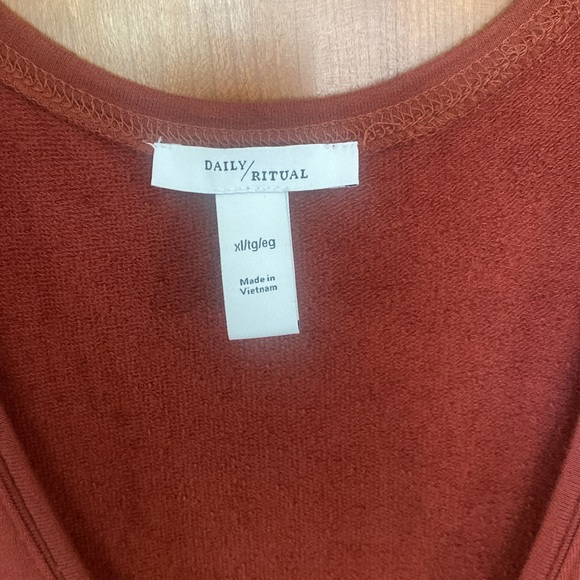 DAILY/RITUAL
xl/tg/eg
Made in
Vietnam